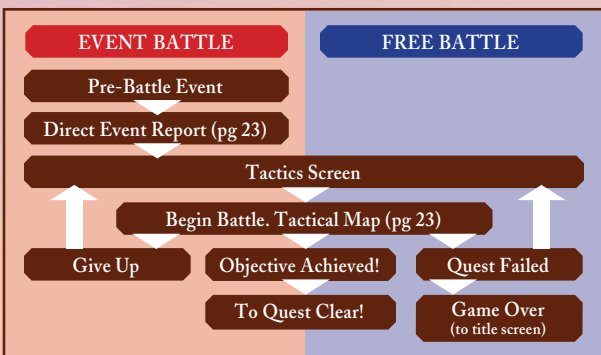 EVENT BATTLE
FREE BATTLE
Pre-Battle Event
Direct Event Report (pg 23)
Tactics Screen
Begin Battle. Tactical Map (pg 23)
Give Up
Objective Achieved!
Quest Failed
To Quest Clear!
Game Over
(to title screen)